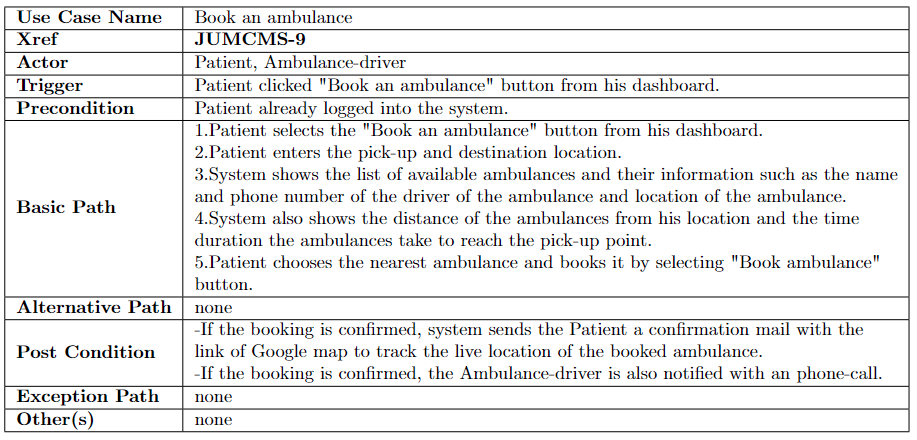 Use Case Name Book an ambulance
Xref JUMCMS-9
Actor Patient, Ambulance-driver
Trigger Patient clicked "Book an ambulance" button from his dashboard.
Precondition Patient already logged into the system.
1.Patient selects the "Book an ambulance" button from his dashboard.
2.Patient enters the pick-up and destination location.
3.System shows the list of available ambulances and their information such as the name
and phone number of the driver of the ambulance and location of the ambulance.
Basic Path
4.System also shows the distance of the ambulances from his location and the time
duration the ambulances take to reach the pick-up point.
5.Patient chooses the nearest ambulance and books it by selecting "Book ambulance"
button.
Alternative Path none
-If the booking is confirmed, system sends the Patient a confirmation mail with the
Post Condition link of Google map to track the live location of the booked ambulance.
-If the booking is confirmed, the Ambulance-driver is also notified with an phone-call.
Exception Path none
Other(s) none